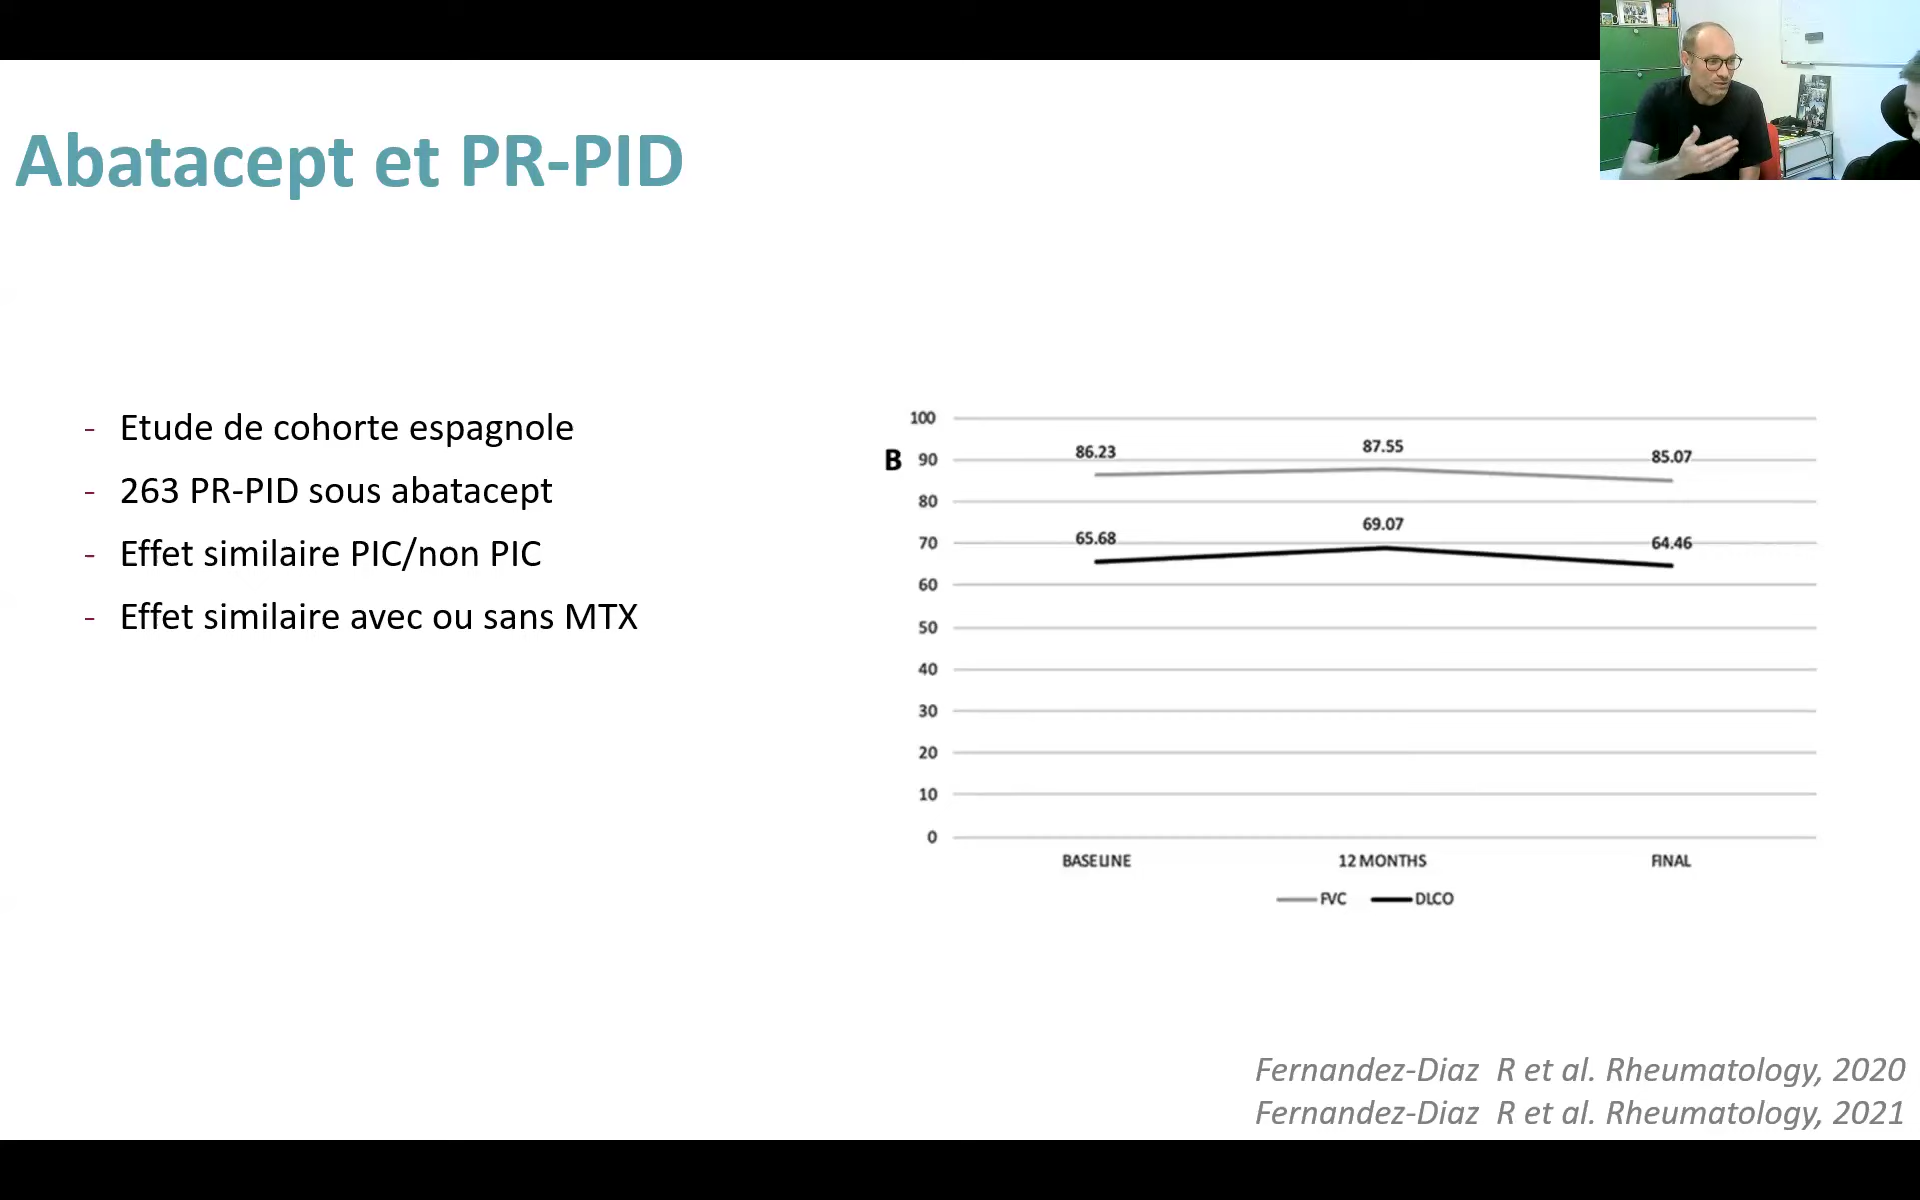 Abatacept et PR-PID
- Etude de cohorte espagnole
- 263 PR-PID sous abatacept
- Effet similaire PIC/non PIC
- Effet similaire avec ou sans MTX
B
100
90
80
70
60
50
40
30
20
10
0
86.23 87.55 85.07
65.68 69.07 64.46
BASELINE 12 MONTHS FINAL
FVC DLCO
Fernandez-Diaz R et al. Rheumatology, 2020
Fernandez-Diaz R et al. Rheumatology, 2021